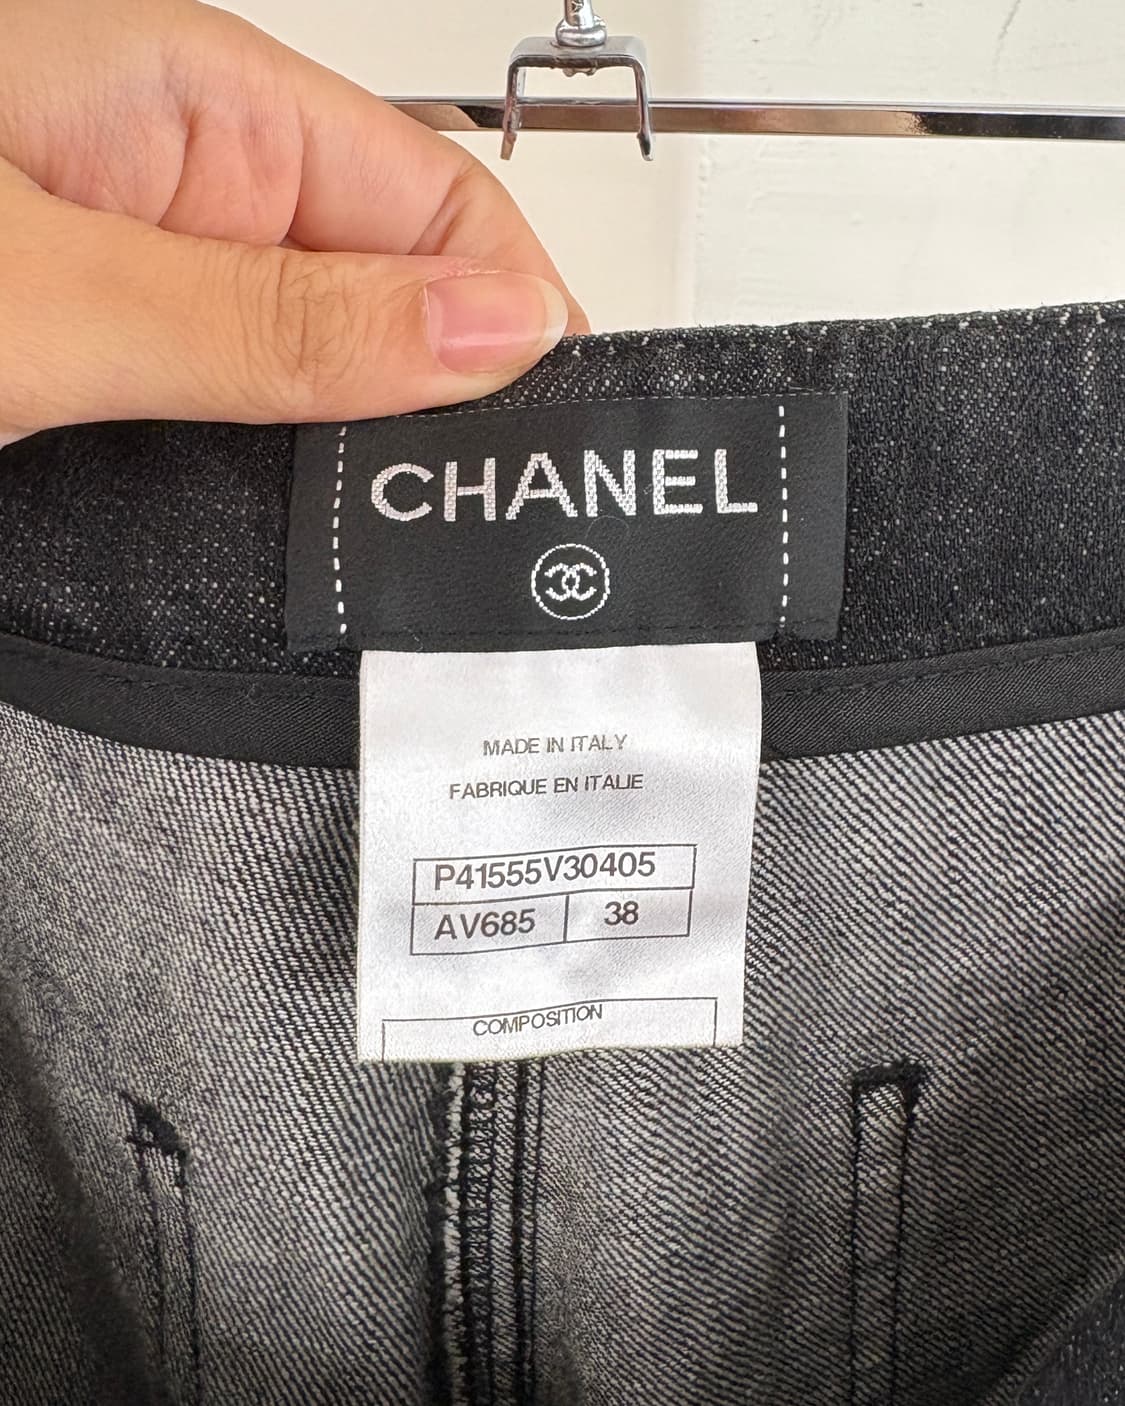 CHANEL
MADE IN ITALY
FABRIQUE EN ITALIE
P41555V30405
AV685 38
COMPOSITION